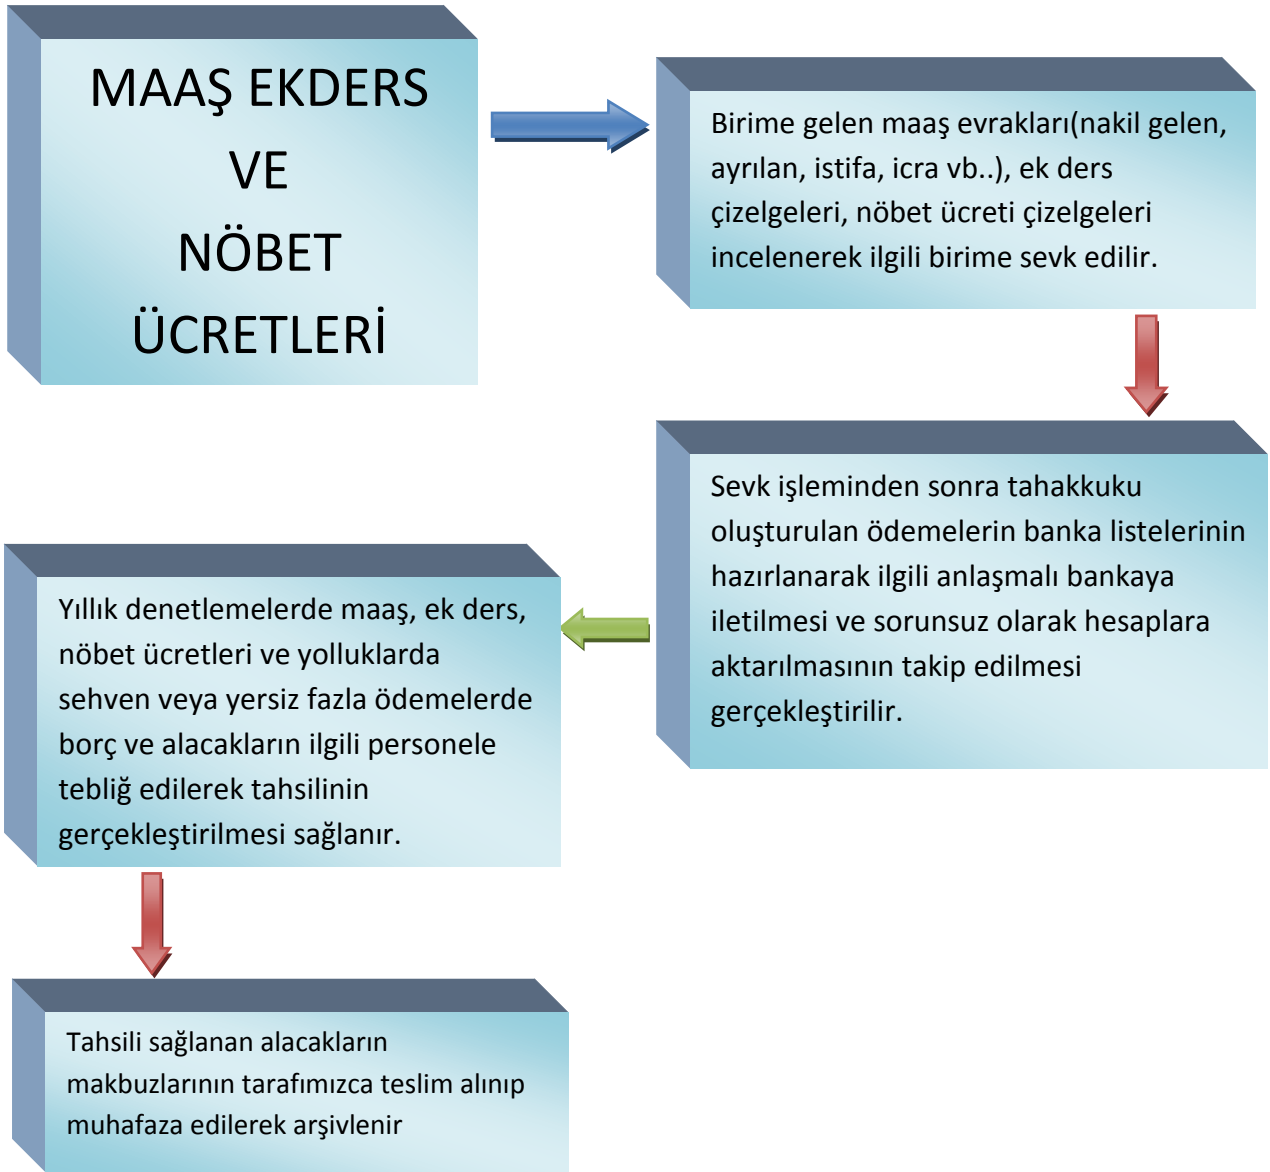 MAAŞ EKDERS
VE
NÖBET
ÜCRETLERİ
Birime gelen maaş evrakları(nakil gelen,
ayrılan, istifa, icra vb..), ek ders
çizelgeleri, nöbet ücreti çizelgeleri
incelenerek ilgili birime sevk edilir.
Sevk işleminden sonra tahakkuku
oluşturulan ödemelerin banka listelerinin
hazırlanarak ilgili anlaşmalı bankaya
iletilmesi ve sorunsuz olarak hesaplara
aktarılmasının takip edilmesi
gerçekleştirilir.
Yıllık denetlemelerde maaş, ek ders,
nöbet ücretleri ve yolluklarda
sehven veya yersiz fazla ödemelerde
borç ve alacakların ilgili personele
tebliğ edilerek tahsilinin
gerçekleştirilmesi sağlanır.
Tahsili sağlanan alacakların
makbuzlarının tarafımızca teslim alınıp
muhafaza edilerek arşivlenir